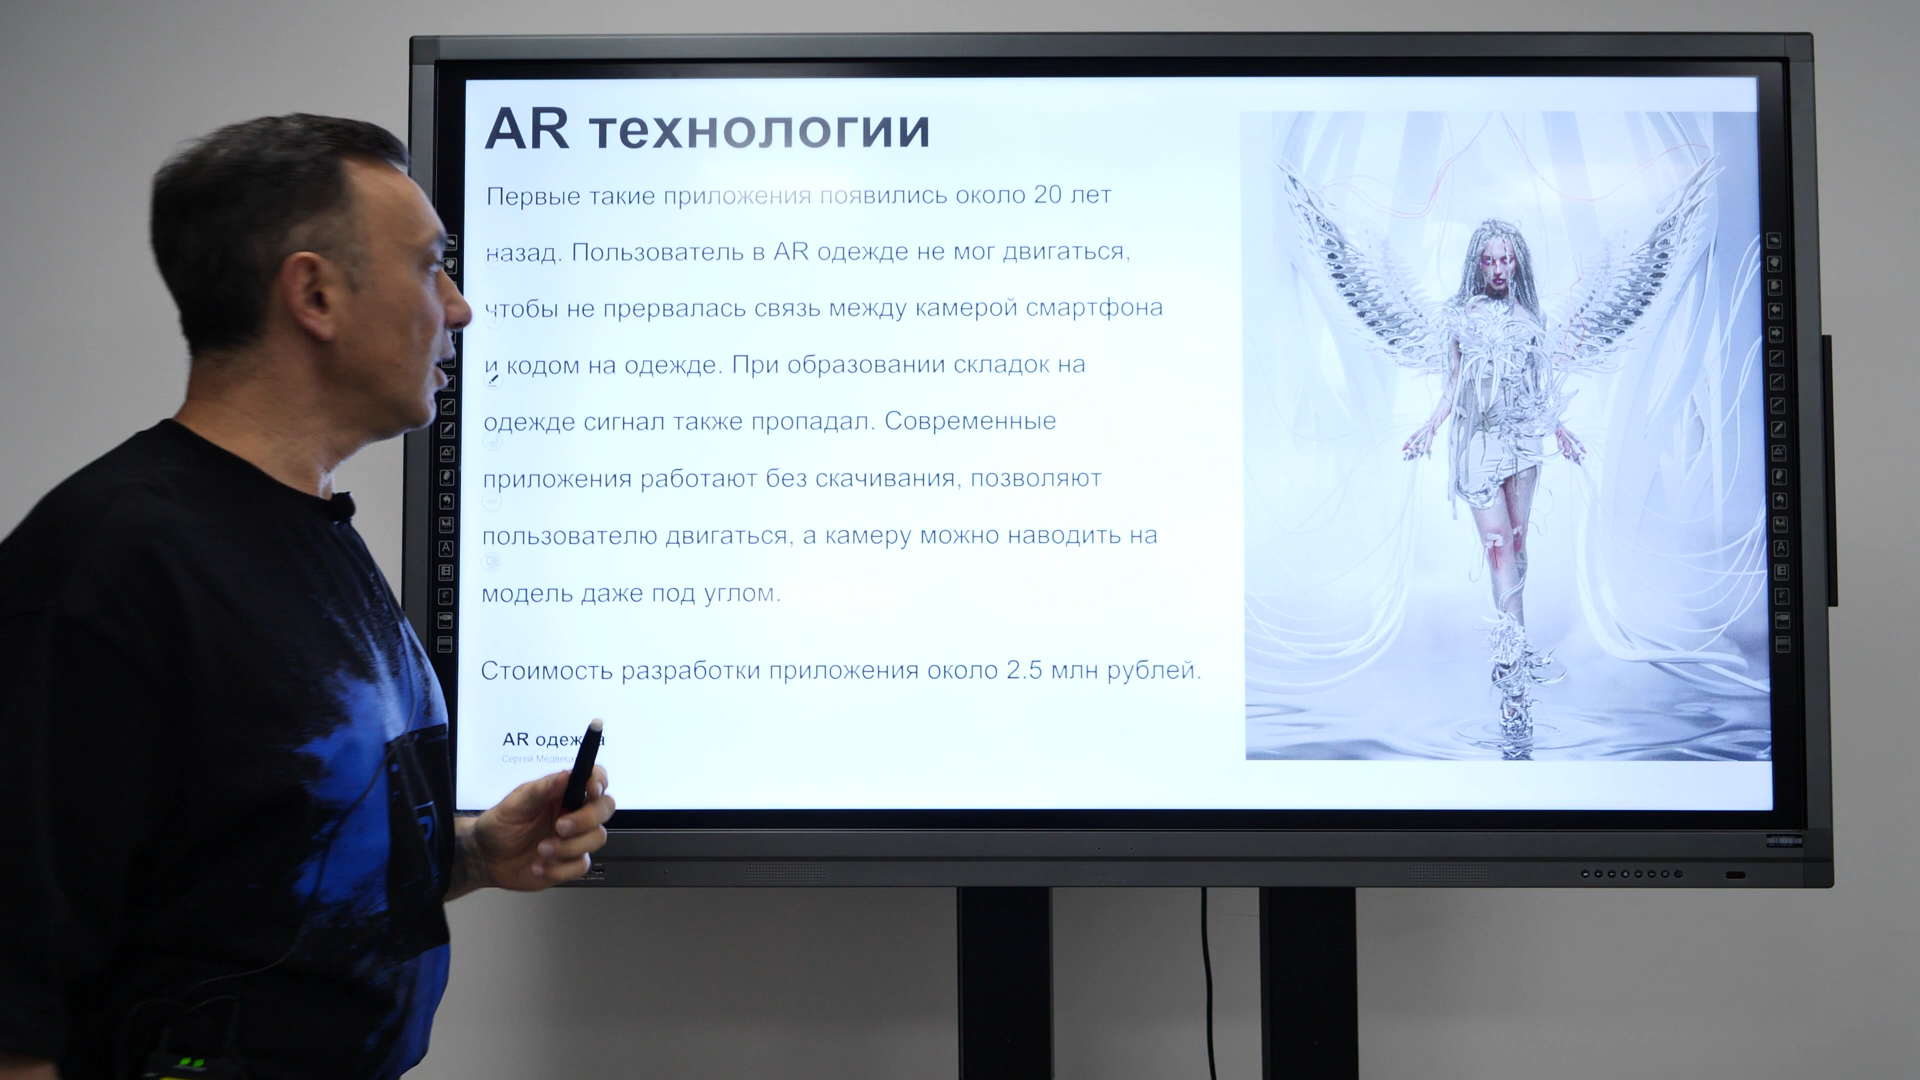 AR технологии
Первые такие приложения появились около 20 лет
назад. Пользователь в AR одежде не мог двигаться,
чтобы не прервалась связь между камерой смартфона
и кодом на одежде. При образовании складок на
одежде сигнал также пропадал. Современные
приложения работают без скачивания, позволяют
пользователю двигаться, а камеру можно наводить на
модель даже под углом.
Стоимость разработки приложения около 2.5 млн рублей.
AR одежда
Сергей